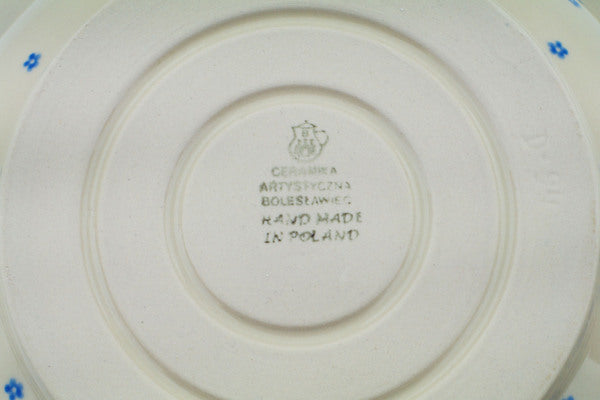 CERAMIKA
ARTYSTYCZNA
BOLESŁAWIEC
HAND MADE
IN POLAND